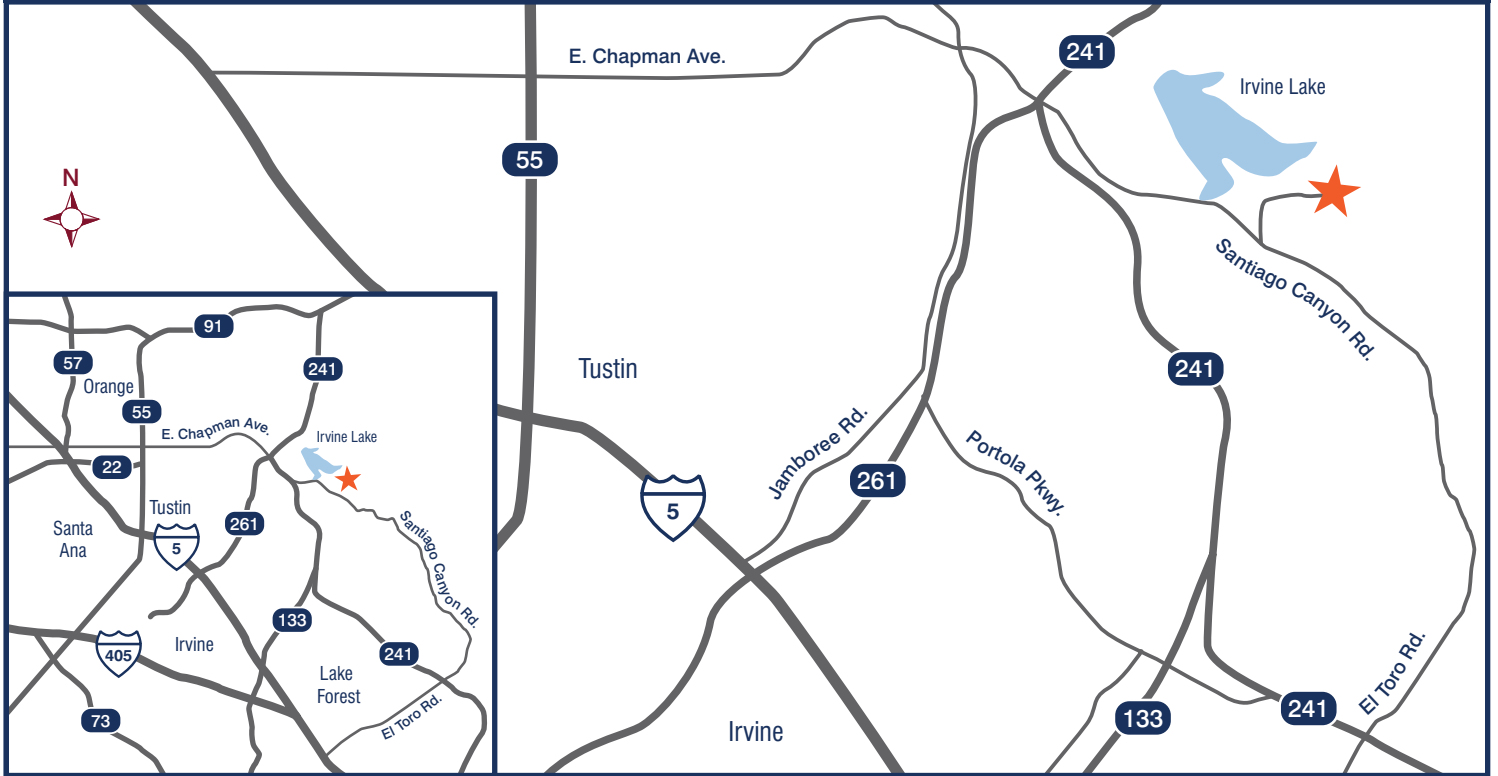 E. Chapman Ave.
241
Irvine Lake
55
N
Santiago Canyon Rd.
241
Tustin
Jamboree Rd.
Portola Pkwy.
261
5
El Toro Rd.
241
133
Irvine
91
57
241
Orange
55
E. Chapman Ave.
Irvine Lake
22
Tustin
Santa
Ana
261
5
Santiago Canyon Rd.
133
Irvine
405
241
Lake
Forest
73
El Toro Rd.